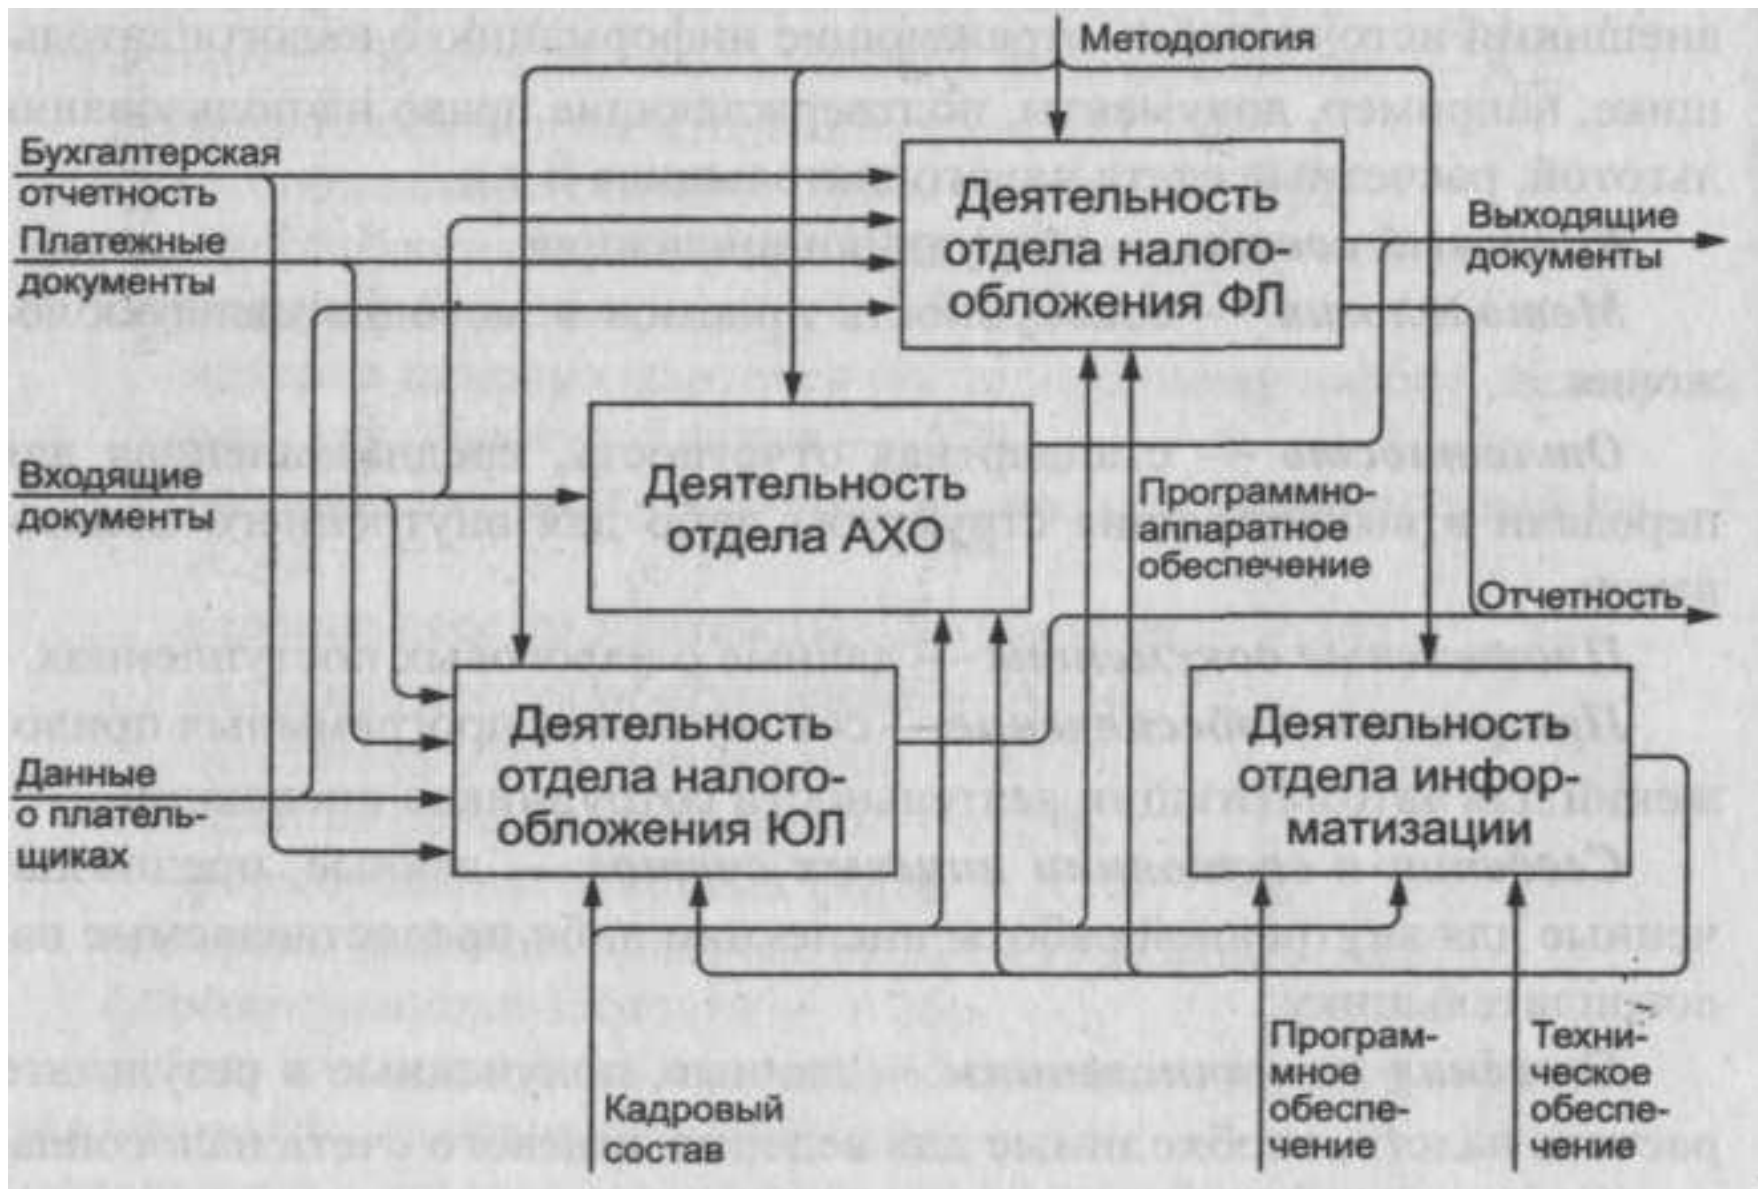 Методология
Бухгалтерская
отчетность
Платежные
документы
Деятельность
отдела налого-
обложения ФЛ
Выходящие
документы
Входящие
документы
Деятельность
отдела АХО
Программно-
аппаратное
обеспечение
Отчетность
Данные
о платель-
щиках
Деятельность
отдела налого-
обложения ЮЛ
Деятельность
отдела инфор-
матизации
Кадровый
состав
Програм-
мное
обеспе-
чение
Техни-
ческое
обеспе-
чение